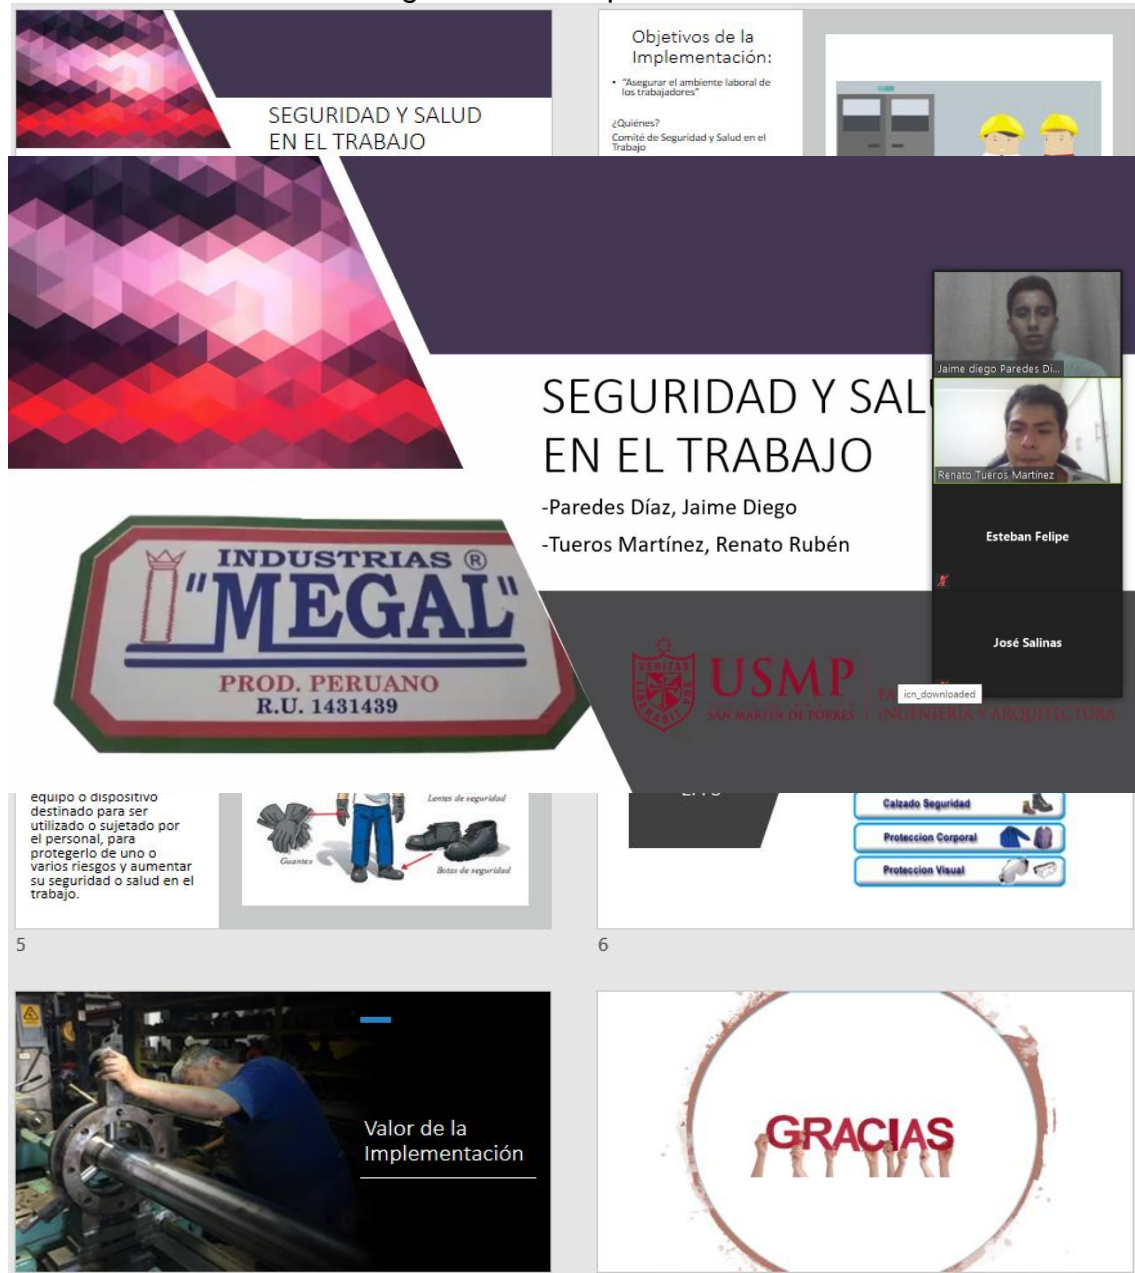 SEGURIDAD Y SALUD
EN EL TRABAJO
Objetivos de la
Implementación:
• "Asegurar el ambiente laboral de
los trabajadores"
¿Quiénes?
Comité de Seguridad y Salud en el
Trabajo
SEGURIDAD Y SAL
EN EL TRABAJO
-Paredes Díaz, Jaime Diego
-Tueros Martínez, Renato Rubén
Jaime diego Paredes Di...
Renato Tueros Martínez
Esteban Felipe
José Salinas
icn_downloaded
INDUSTRIAS ®
"MEGAL"
PROD. PERUANO
R.U. 1431439
VERITAS
LIBERABIT VOS
USMP
SAN MARTIN DE PORRES
INGENIERÍA Y ARQUITECTURA
equipo o dispositivo
destinado para ser
utilizado o sujetado por
el personal, para
protegerlo de uno o
varios riesgos y aumentar
su seguridad o salud en el
trabajo.
Lentes de seguridad
Guantes
Botas de seguridad
5
Calzado Seguridad
Proteccion Corporal
Proteccion Visual
6
Valor de la
Implementación
GRACIAS